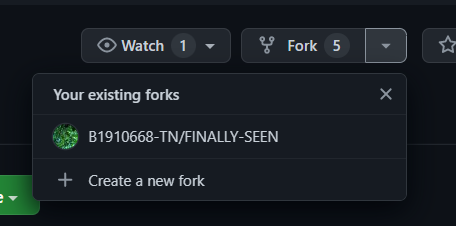 Watch 1
Fork 5
Your existing forks
B1910668-TN/FINALLY-SEEN
Create a new fork
e